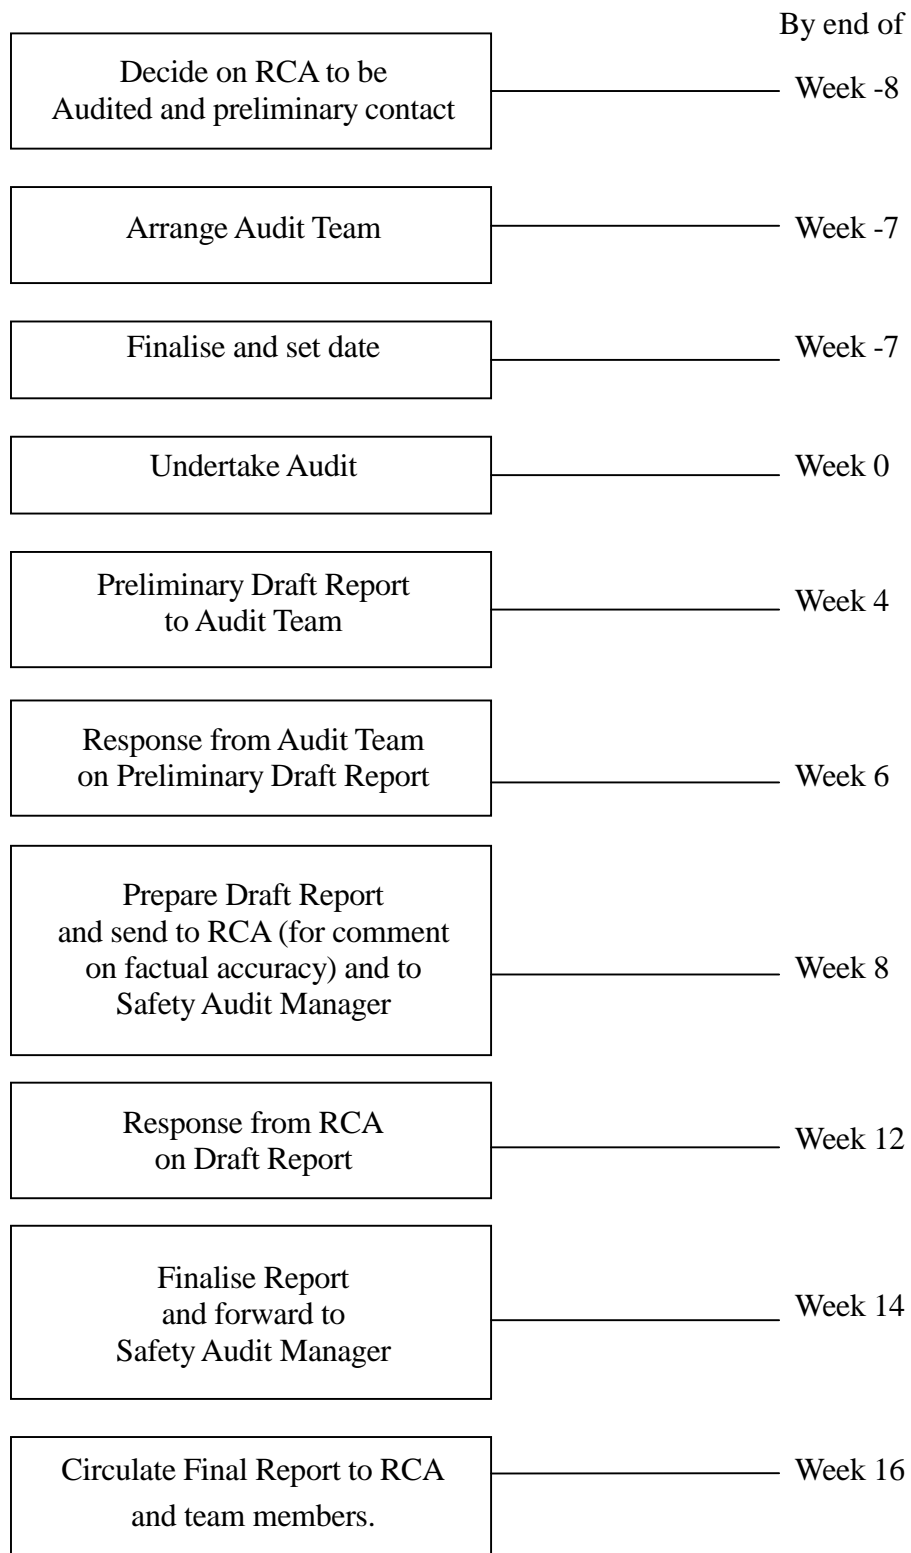 By end of
Decide on RCA to be
Audited and preliminary contact
Week -8
Arrange Audit Team
Week -7
Finalise and set date
Week -7
Undertake Audit
Week 0
Preliminary Draft Report
to Audit Team
Week 4
Response from Audit Team
on Preliminary Draft Report
Week 6
Prepare Draft Report
and send to RCA (for comment
on factual accuracy) and to
Safety Audit Manager
Week 8
Response from RCA
on Draft Report
Week 12
Finalise Report
and forward to
Safety Audit Manager
Week 14
Circulate Final Report to RCA
and team members.
Week 16